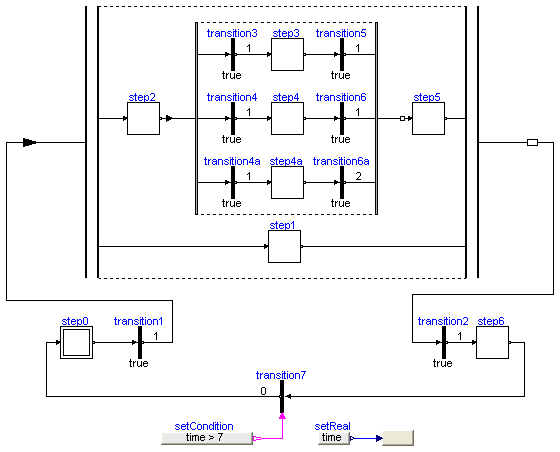 transition3 step3 transition5
1 1
true true
step2 transition4 step4 transition6 step5
1 1
true true
transition4a step4a transition6a
1 2
true true
step1
step0 transition1 transition2 step6
1 1
true true
transition7
0
setCondition setReal
time > 7 time